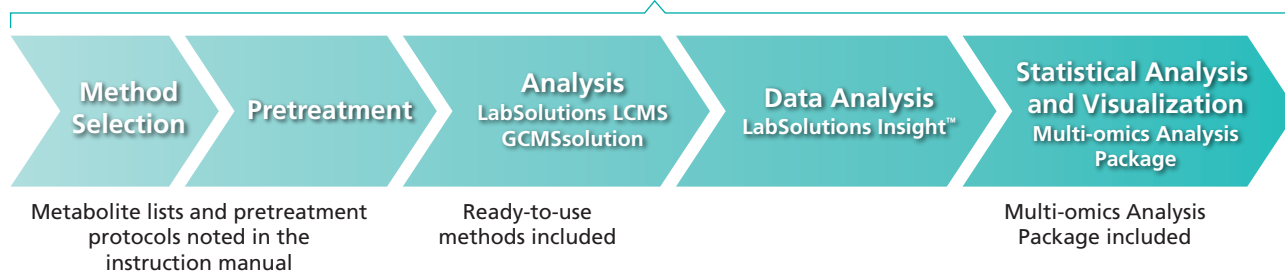 Method
Selection
Pretreatment
Analysis
LabSolutions LCMS
GCMSsolution
Data Analysis
LabSolutions Insight™
Statistical Analysis
and Visualization
Multi-omics Analysis
Package
Metabolite lists and pretreatment
protocols noted in the
instruction manual
Ready-to-use
methods included
Multi-omics Analysis
Package included